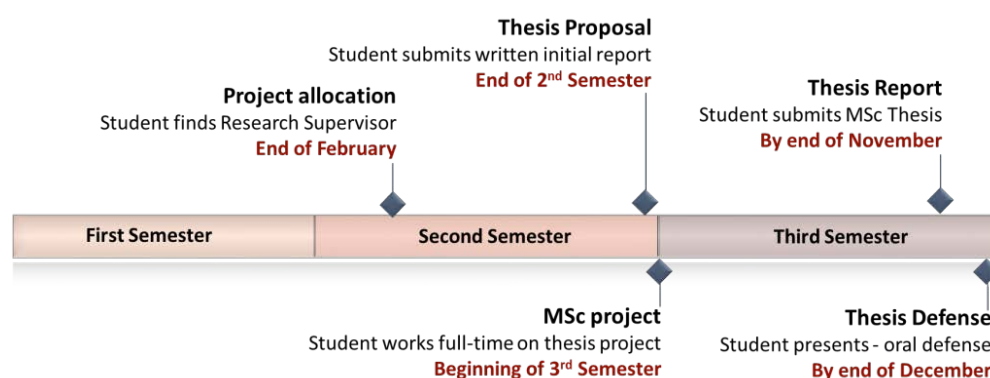 Thesis Proposal
Student submits written initial report
End of 2nd Semester
Project allocation
Student finds Research Supervisor
End of February
Thesis Report
Student submits MSc Thesis
By end of November
First Semester
Second Semester
Third Semester
MSc project
Student works full-time on thesis project
Beginning of 3rd Semester
Thesis Defense
Student presents - oral defense
By end of December